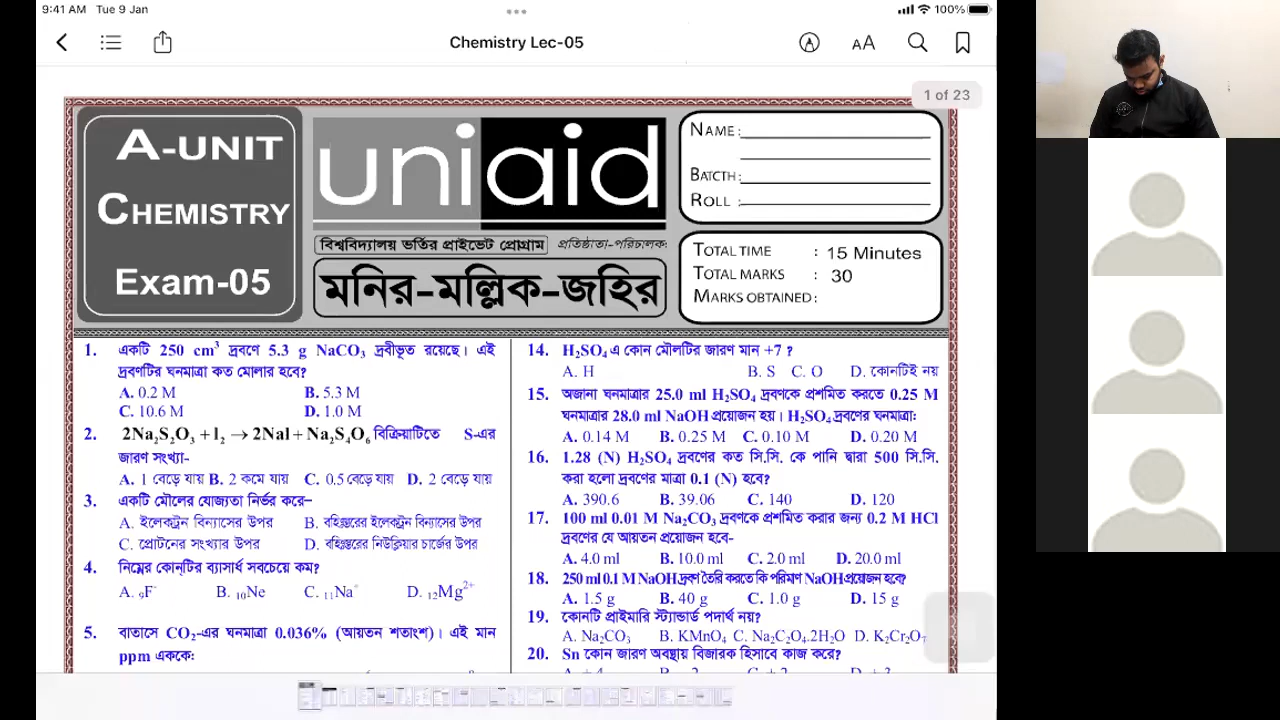 9:41 AM Tue 9 Jan
100%
Chemistry Lec-05
AA
1 of 23
A-UNIT
CHEMISTRY
Exam-05
uniaid
বিশ্ববিদ্যালয় ভর্তির প্রাইভেট প্রোগ্রাম প্রতিষ্ঠাতা-পরিচালক:
মনির-মল্লিক-জহির
NAME:
BATCTH:
ROLL :
TOTAL TIME : 15 Minutes
TOTAL MARKS : 30
MARKS OBTAINED :
1. একটি 250 cm³ দ্রবণে 5.3 g NaCO₃ দ্রবীভূত রয়েছে। এই
দ্রবণটির ঘনমাত্রা কত মোলার হবে?
A. 0.2 M B. 5.3 M
C. 10.6 M D. 1.0 M
2. 2Na₂S₂O₃ + I₂ → 2NaI + Na₂S₄O₆ বিক্রিয়াটিতে S-এর
জারণ সংখ্যা-
A. 1 বেড়ে যায় B. 2 কমে যায় C. 0.5 বেড়ে যায় D. 2 বেড়ে যায়
3. একটি মৌলের যোজ্যতা নির্ভর করে–
A. ইলেকট্রন বিন্যাসের উপর B. বহিঃস্তরের ইলেকট্রন বিন্যাসের উপর
C. প্রোটনের সংখ্যার উপর D. বহিঃস্তরের নিউক্লিয়ার চার্জের উপর
4. নিম্নের কোন্‌টির ব্যাসার্ধ সবচেয়ে কম?
A. ₉F⁻ B. ₁₀Ne C. ₁₁Na⁺ D. ₁₂Mg²⁺
5. বাতাসে CO₂-এর ঘনমাত্রা 0.036% (আয়তন শতাংশ)। এই মান
ppm এককে:
14. H₂SO₄ এ কোন মৌলটির জারণ মান +7 ?
A. H B. S C. O D. কোনটিই নয়
15. অজানা ঘনমাত্রার 25.0 ml H₂SO₄ দ্রবণকে প্রশমিত করতে 0.25 M
ঘনমাত্রার 28.0 ml NaOH প্রয়োজন হয়। H₂SO₄ দ্রবণের ঘনমাত্রা:
A. 0.14 M B. 0.25 M C. 0.10 M D. 0.20 M
16. 1.28 (N) H₂SO₄ দ্রবণের কত সি.সি. কে পানি দ্বারা 500 সি.সি.
করা হলো দ্রবণের মাত্রা 0.1 (N) হবে?
A. 390.6 B. 39.06 C. 140 D. 120
17. 100 ml 0.01 M Na₂CO₃ দ্রবণকে প্রশমিত করার জন্য 0.2 M HCl
দ্রবণের যে আয়তন প্রয়োজন হবে-
A. 4.0 ml B. 10.0 ml C. 2.0 ml D. 20.0 ml
18. 250 ml 0.1 M NaOH দ্রবণ তৈরি করতে কি পরিমাণ NaOH প্রয়োজন হবে?
A. 1.5 g B. 40 g C. 1.0 g D. 15 g
19. কোনটি প্রাইমারি স্ট্যান্ডার্ড পদার্থ নয়?
A. Na₂CO₃ B. KMnO₄ C. Na₂C₂O₄.2H₂O D. K₂Cr₂O₇
20. Sn কোন জারণ অবস্থায় বিজারক হিসাবে কাজ করে?